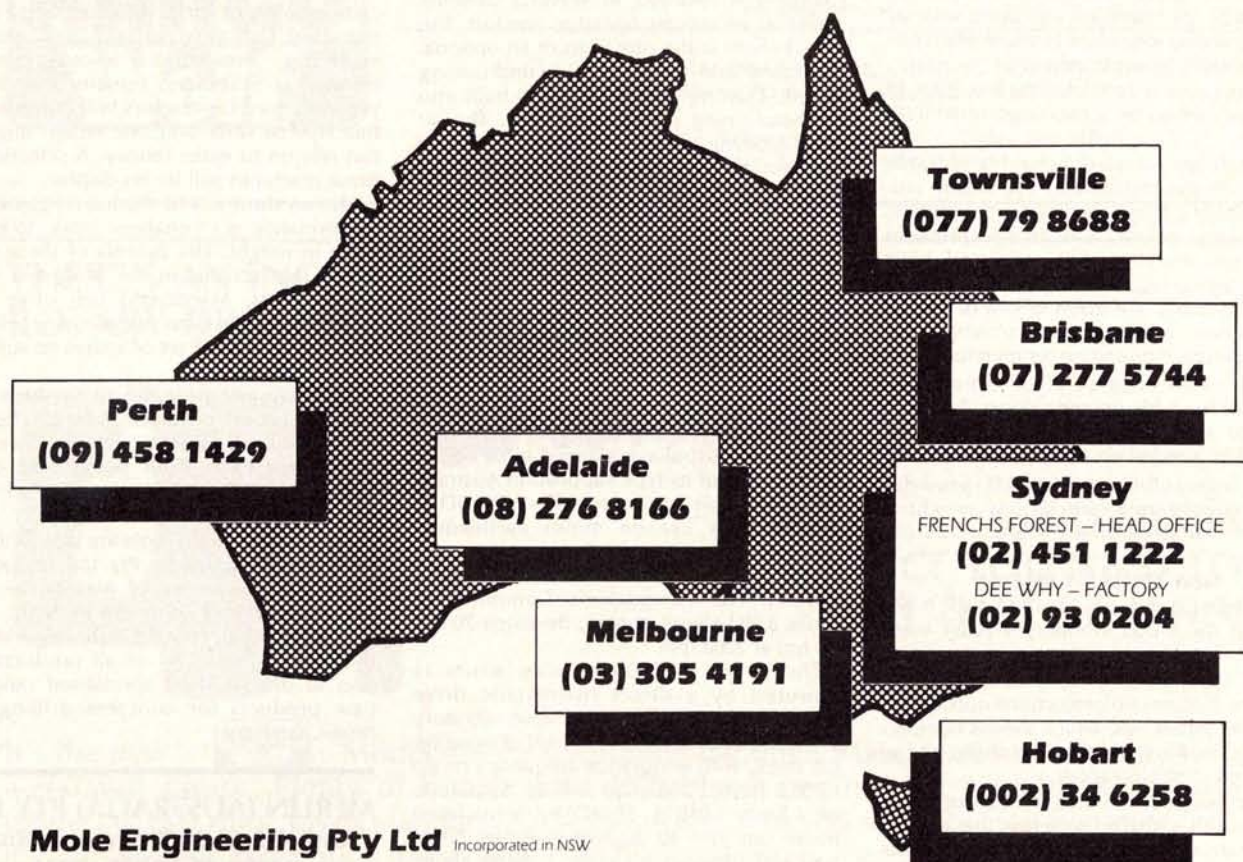 Townsville
(077) 79 8688
Brisbane
(07) 277 5744
Perth
(09) 458 1429
Adelaide
(08) 276 8166
Sydney
FRENCHS FOREST – HEAD OFFICE
(02) 451 1222
DEE WHY – FACTORY
(02) 93 0204
Melbourne
(03) 305 4191
Hobart
(002) 34 6258
Mole Engineering Pty Ltd Incorporated in NSW